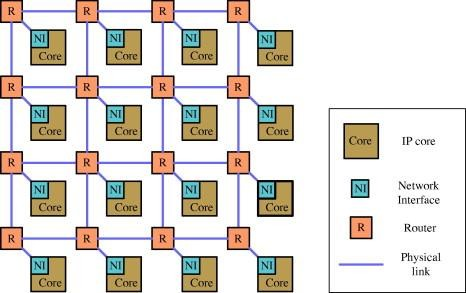 R R R R
NI NI NI NI
Core Core Core Core
R R R R
NI NI NI NI
Core Core Core Core
R R R R
NI NI NI NI
Core Core Core Core
R R R R
NI NI NI NI
Core Core Core Core
Core IP core
NI Network
Interface
R Router
Physical
link